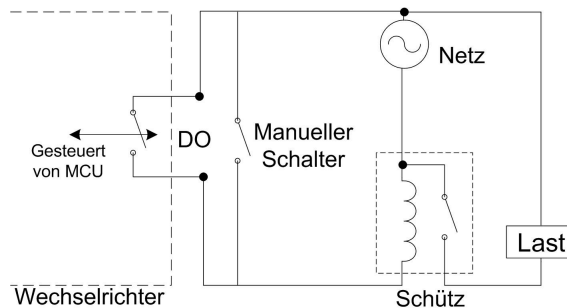 Netz
DO
Manueller
Schalter
Gesteuert
von MCU
Last
Wechselrichter
Schütz